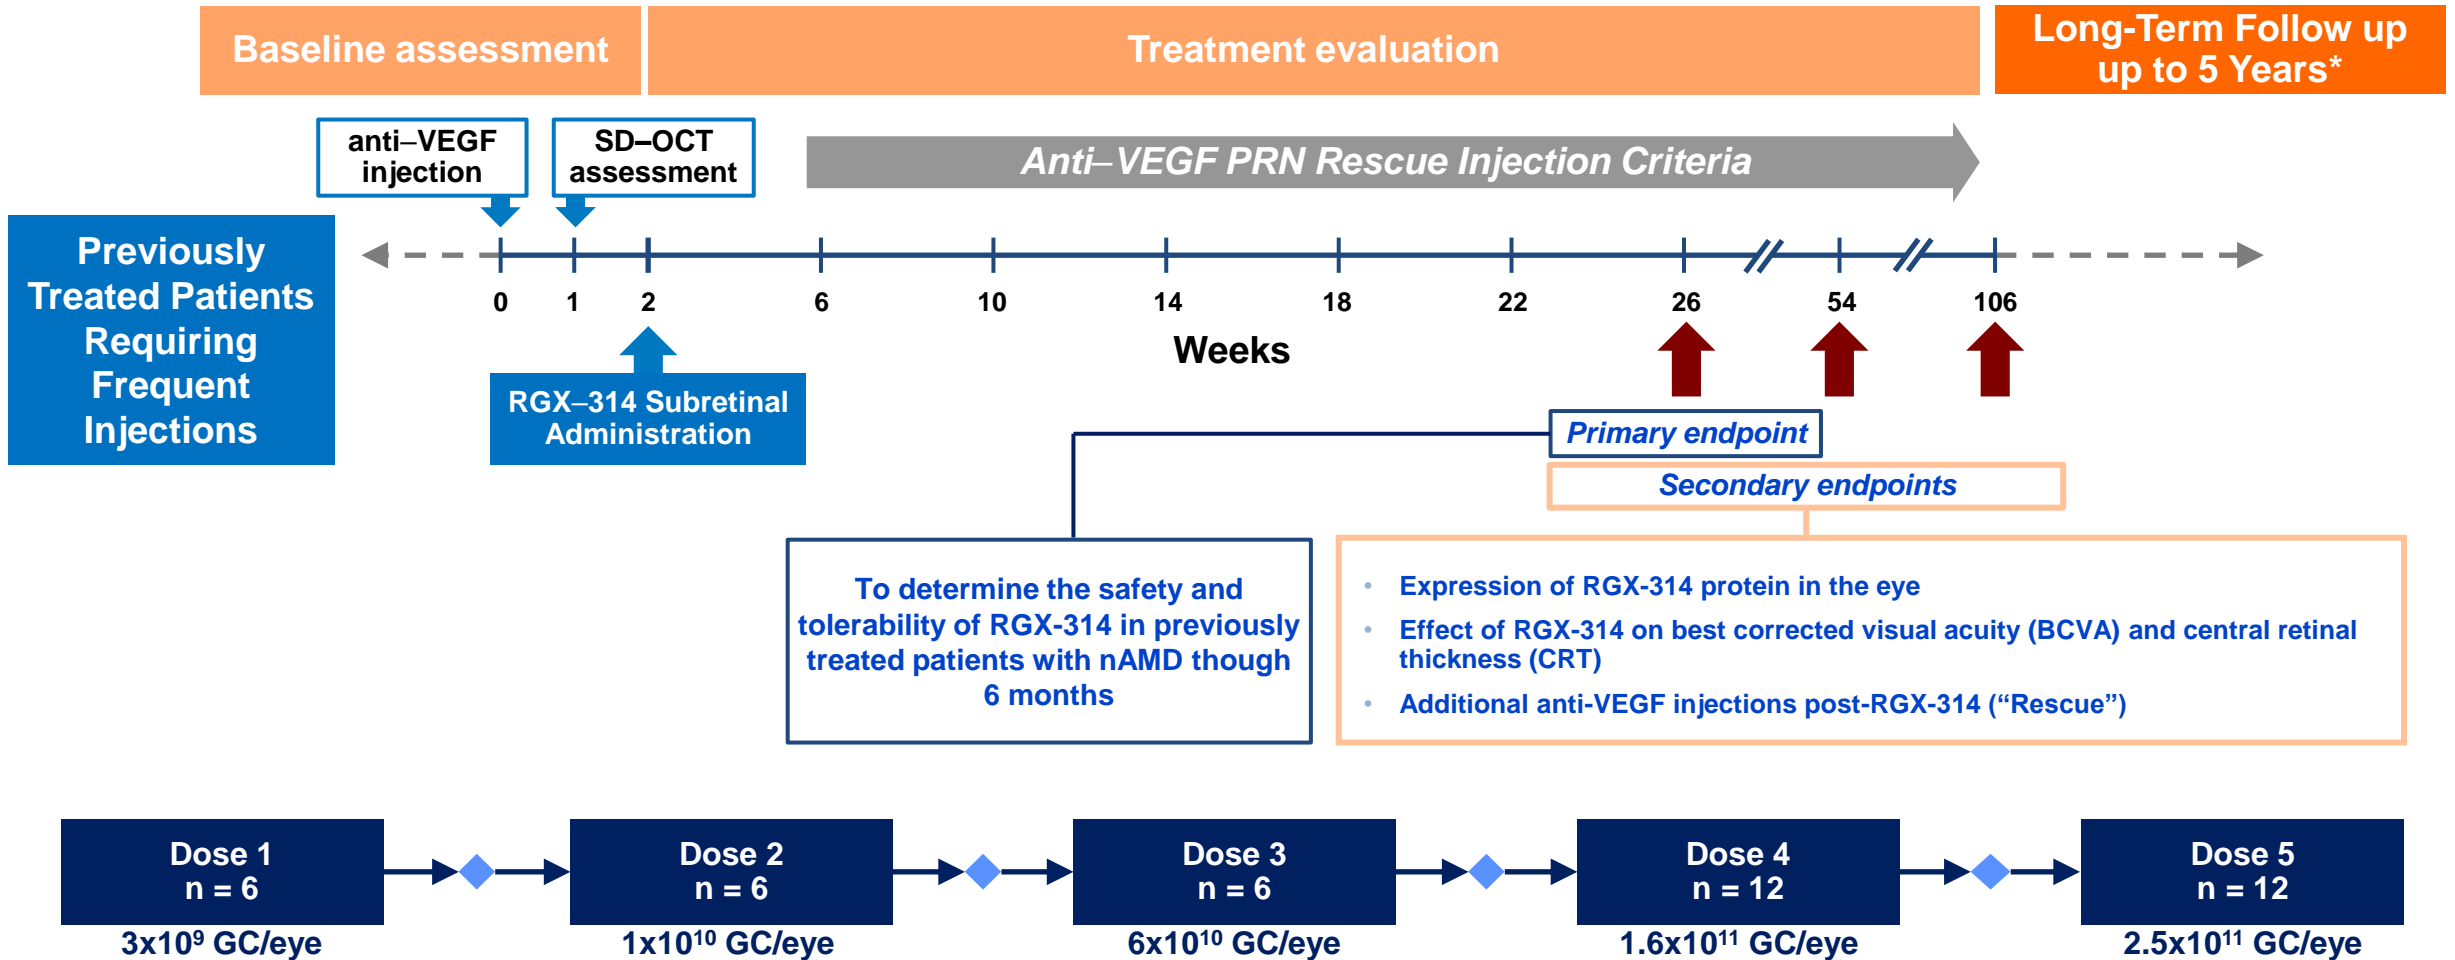 Baseline assessment
Treatment evaluation
Long-Term Follow up
up to 5 Years*
anti–VEGF
injection
SD–OCT
assessment
Anti–VEGF PRN Rescue Injection Criteria
Previously
Treated Patients
Requiring
Frequent
Injections
0 1 2 6 10 14 18 22 26 54 106
Weeks
RGX–314 Subretinal
Administration
Primary endpoint
Secondary endpoints
To determine the safety and
tolerability of RGX-314 in previously
treated patients with nAMD though
6 months
• Expression of RGX-314 protein in the eye
• Effect of RGX-314 on best corrected visual acuity (BCVA) and central retinal
thickness (CRT)
• Additional anti-VEGF injections post-RGX-314 (“Rescue”)
Dose 1
n = 6
3x10⁹ GC/eye
Dose 2
n = 6
1x10¹⁰ GC/eye
Dose 3
n = 6
6x10¹⁰ GC/eye
Dose 4
n = 12
1.6x10¹¹ GC/eye
Dose 5
n = 12
2.5x10¹¹ GC/eye